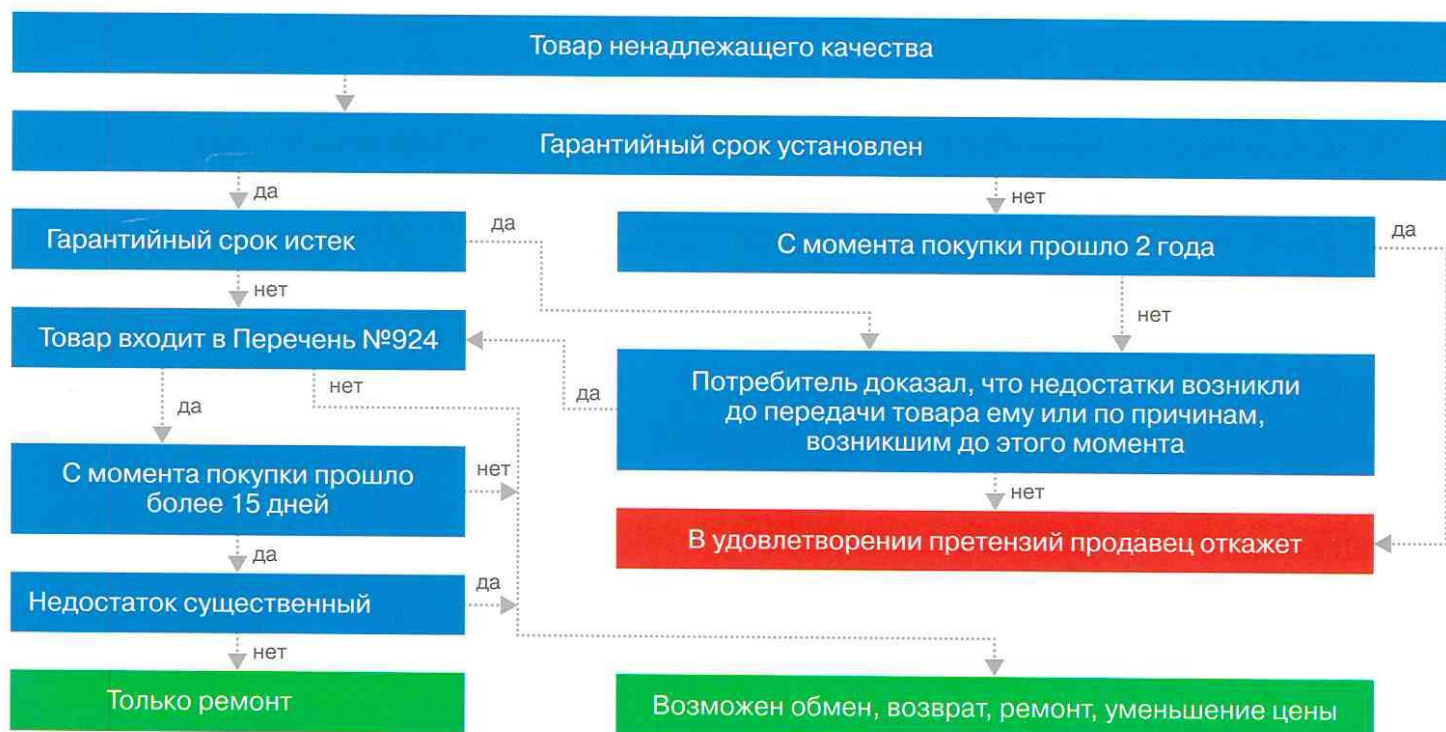 Товар ненадлежащего качества
Гарантийный срок установлен
да
нет
Гарантийный срок истек
да
С момента покупки прошло 2 года
да
нет
нет
Товар входит в Перечень №924
да
нет
да
Потребитель доказал, что недостатки возникли
до передачи товара ему или по причинам,
возникшим до этого момента
С момента покупки прошло
более 15 дней
нет
нет
да
В удовлетворении претензий продавец откажет
Недостаток существенный
да
нет
Только ремонт
Возможен обмен, возврат, ремонт, уменьшение цены